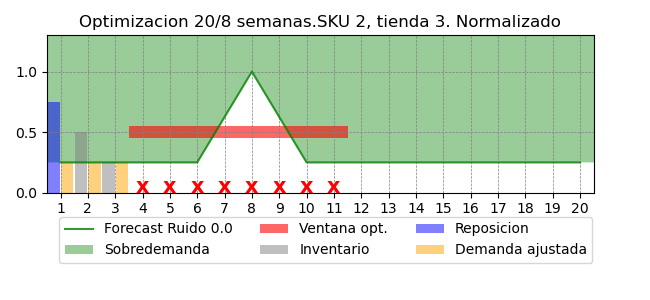 Optimizacion 20/8 semanas.SKU 2, tienda 3. Normalizado
1.0
0.5
0.0
X X X X X X X X
1 2 3 4 5 6 7 8 9 10 11 12 13 14 15 16 17 18 19 20
Forecast Ruido 0.0 Ventana opt. Reposicion
Sobredemanda Inventario Demanda ajustada